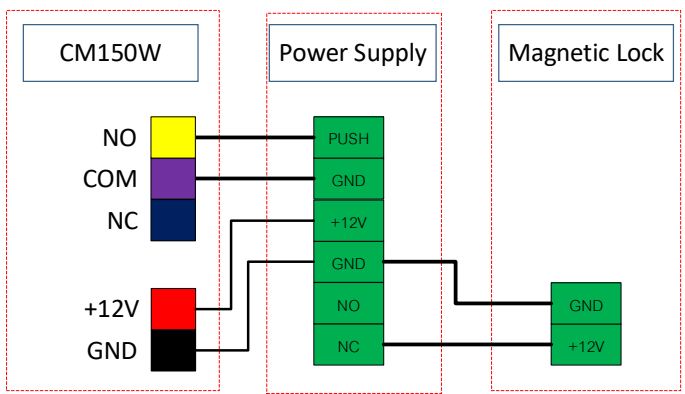 CM150W
Power Supply
Magnetic Lock
NO
COM
NC
+12V
GND
PUSH
GND
+12V
GND
NO
NC
GND
+12V